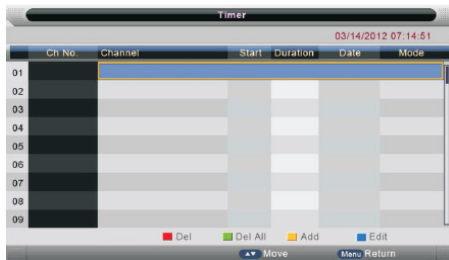 Timer
03/14/2012 07:14:51
Ch No. Channel Start Duration Date Mode
01
02
03
04
05
06
07
08
09
Del Del All Add Edit
Move Menu Return